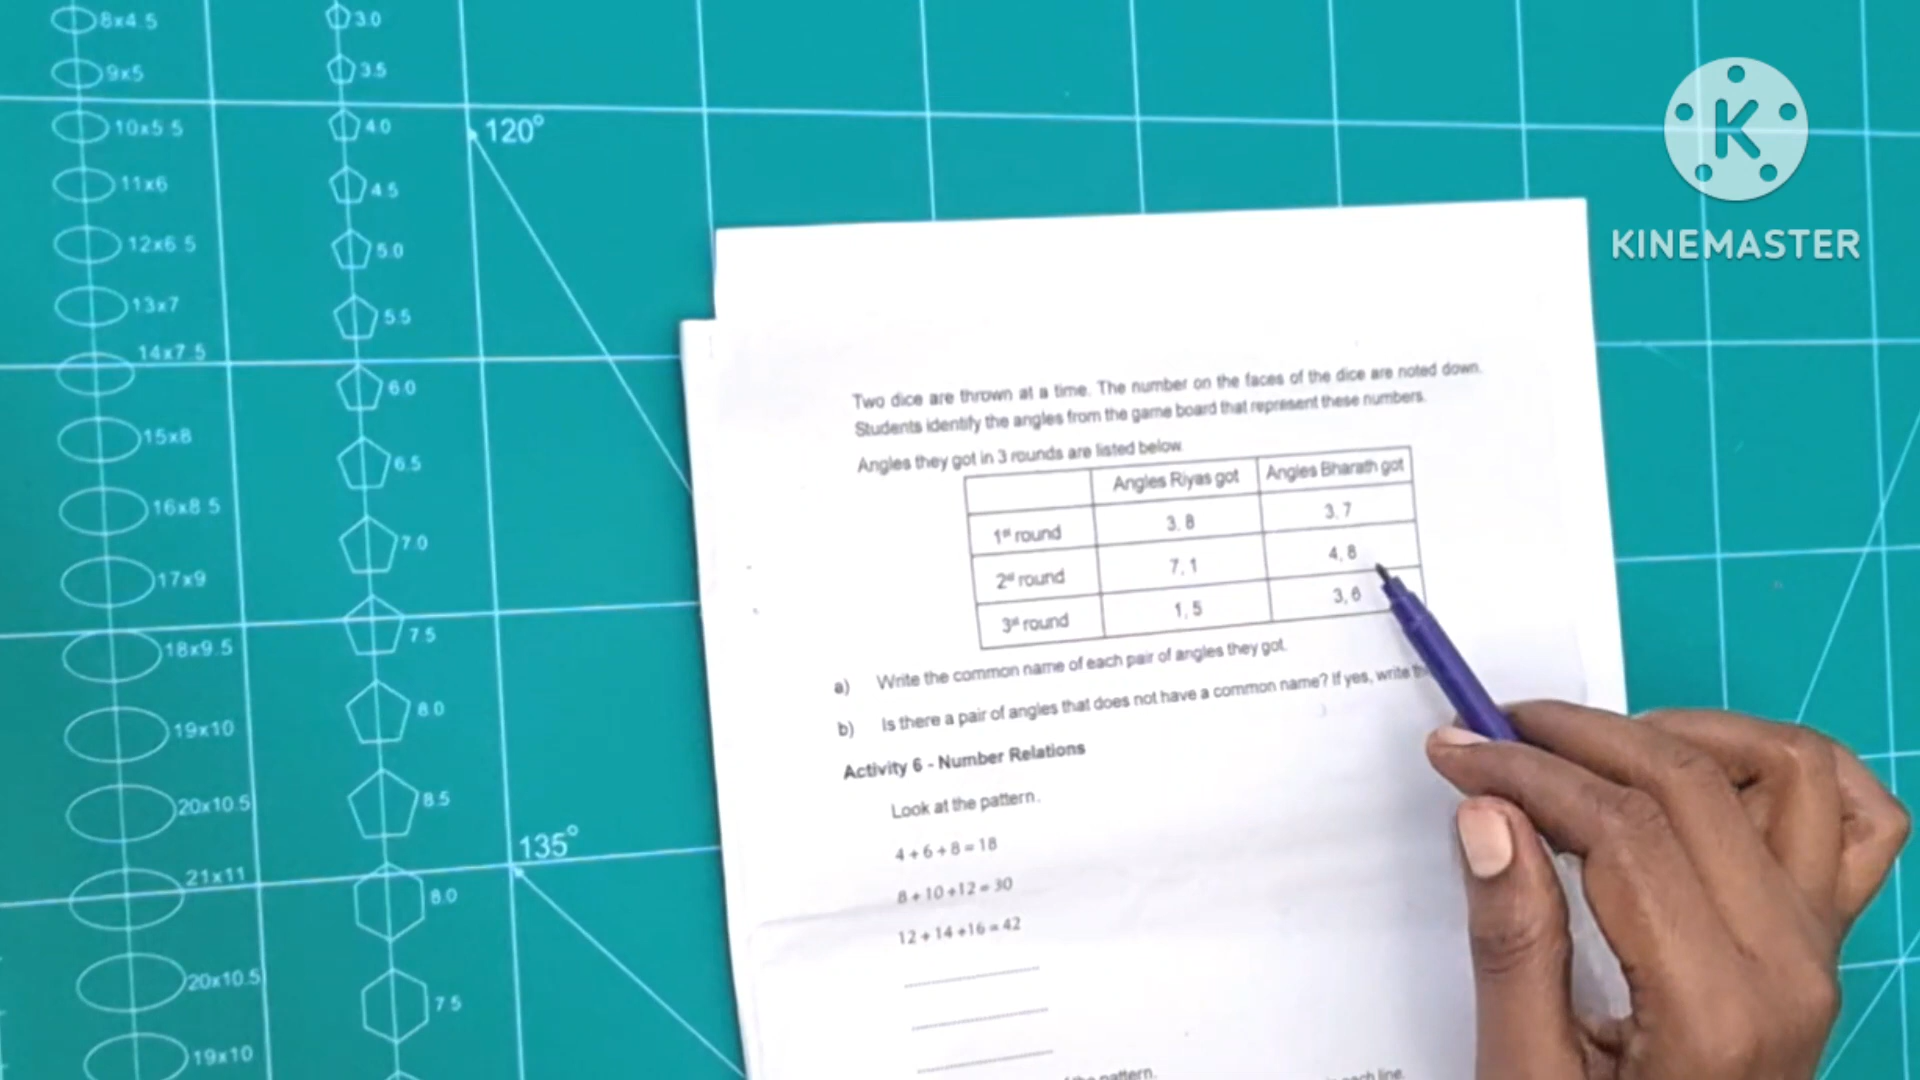 8x4.5
9x5
10x5 5
11x6
12x6 5
13x7
14x7 5
15x8
16x8 5
17x9
18x9.5
19x10
20x10.5
21x11
20x10.5
19x10
3.0
3.5
4.0
4.5
5.0
5.5
6.0
6.5
7.0
7.5
8.0
8.5
8.0
7 5
120°
135°
KINEMASTER
Two dice are thrown at a time. The number on the faces of the dice are noted down.
Students identify the angles from the game board that represent these numbers.
Angles they got in 3 rounds are listed below.
Angles Riyas got Angles Bharath got
1st round 3, 8 3, 7
2st round 7, 1 4, 8
3st round 1, 5 3, 6
a) Write the common name of each pair of angles they got.
b) Is there a pair of angles that does not have a common name? If yes, write
Activity 6 - Number Relations
Look at the pattern.
4 + 6 + 8 = 18
8 + 10 +12 = 30
12 + 14 +16 = 42
pattern.
each line.